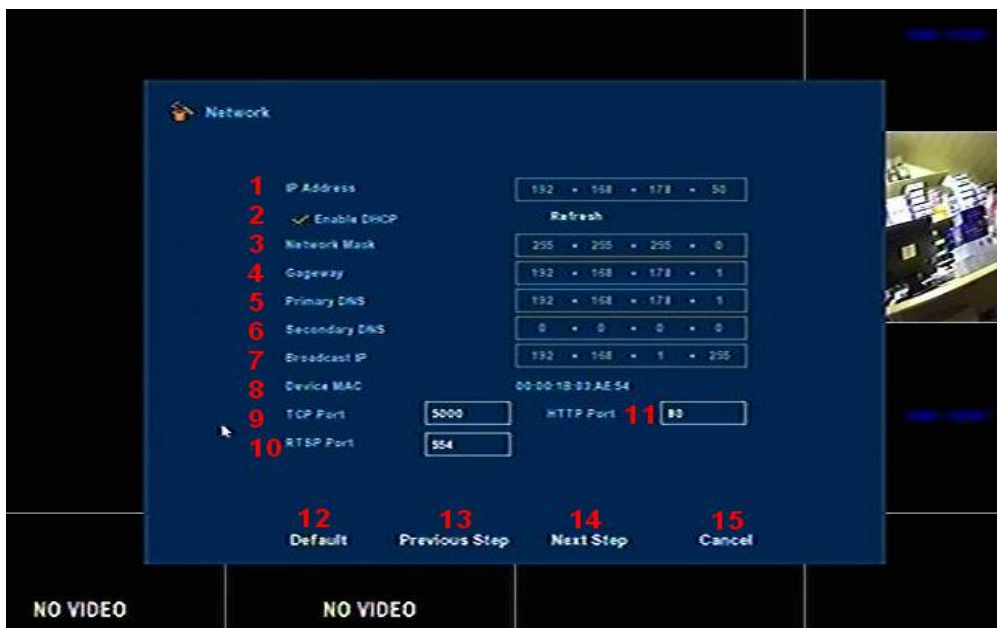 Network
1 IP Address 192 • 168 • 178 • 50
2 Enable DHCP Refresh
3 Network Mask 255 • 255 • 255 • 0
4 Gageway 192 • 168 • 178 • 1
5 Primary DNS 192 • 168 • 178 • 1
6 Secondary DNS 0 • 0 • 0 • 0
7 Broadcast IP 192 • 168 • 1 • 255
8 Device MAC 00:00:1B:03:AE:54
9 TCP Port 5000 HTTP Port 11 80
10 RTSP Port 554
12 13 14 15
Default Previous Step Next Step Cancel
NO VIDEO NO VIDEO